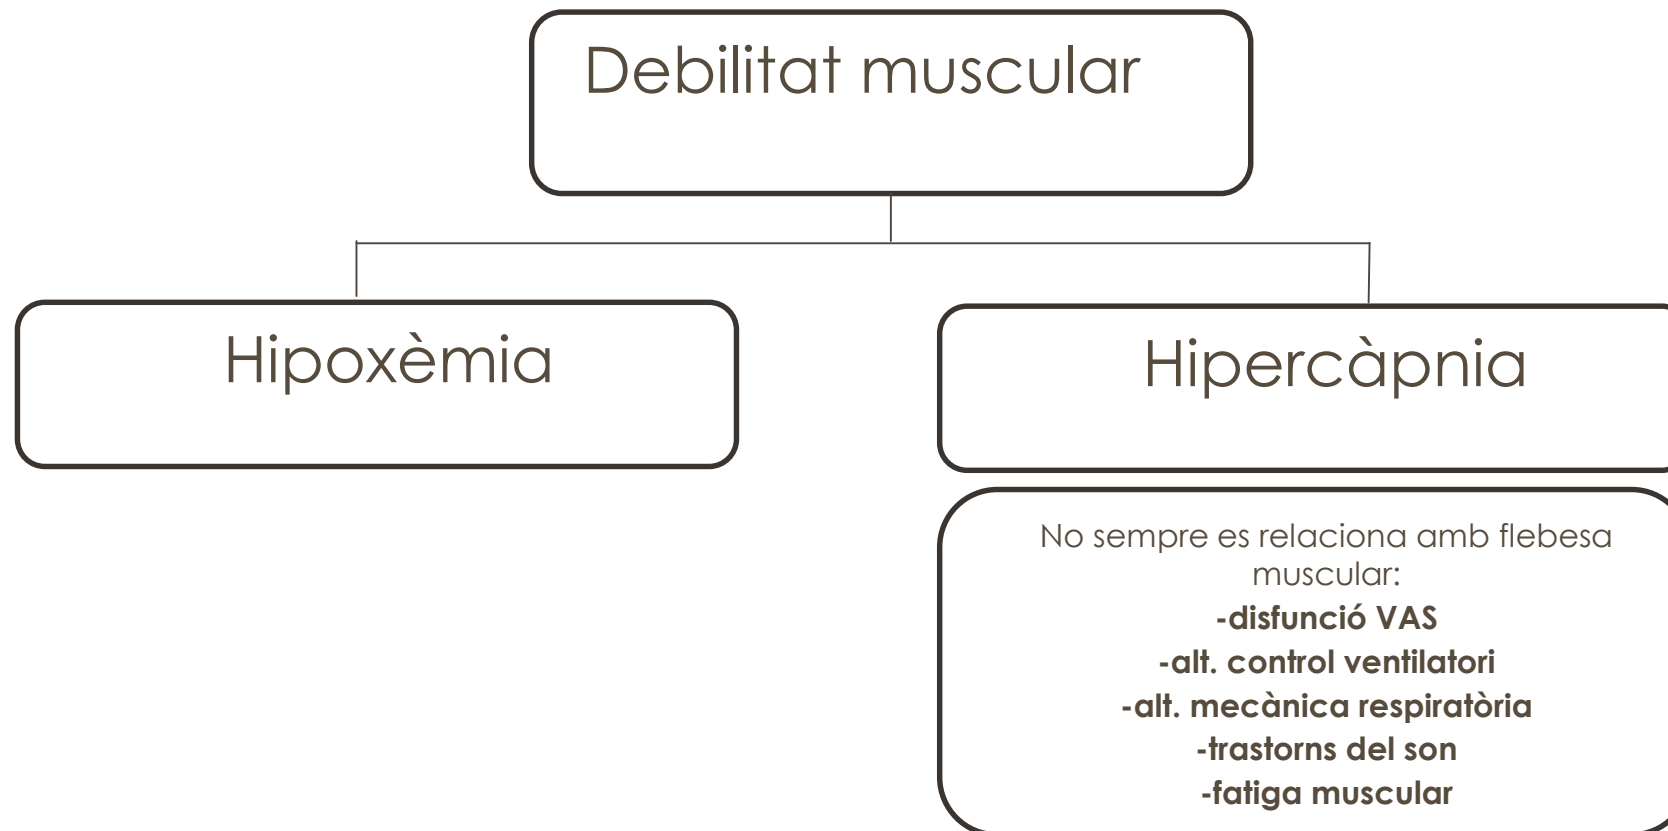 Debilitat muscular
Hipoxèmia
Hipercàpnia
No sempre es relaciona amb flebesa
muscular:
-disfunció VAS
-alt. control ventilatori
-alt. mecànica respiratòria
-trastorns del son
-fatiga muscular